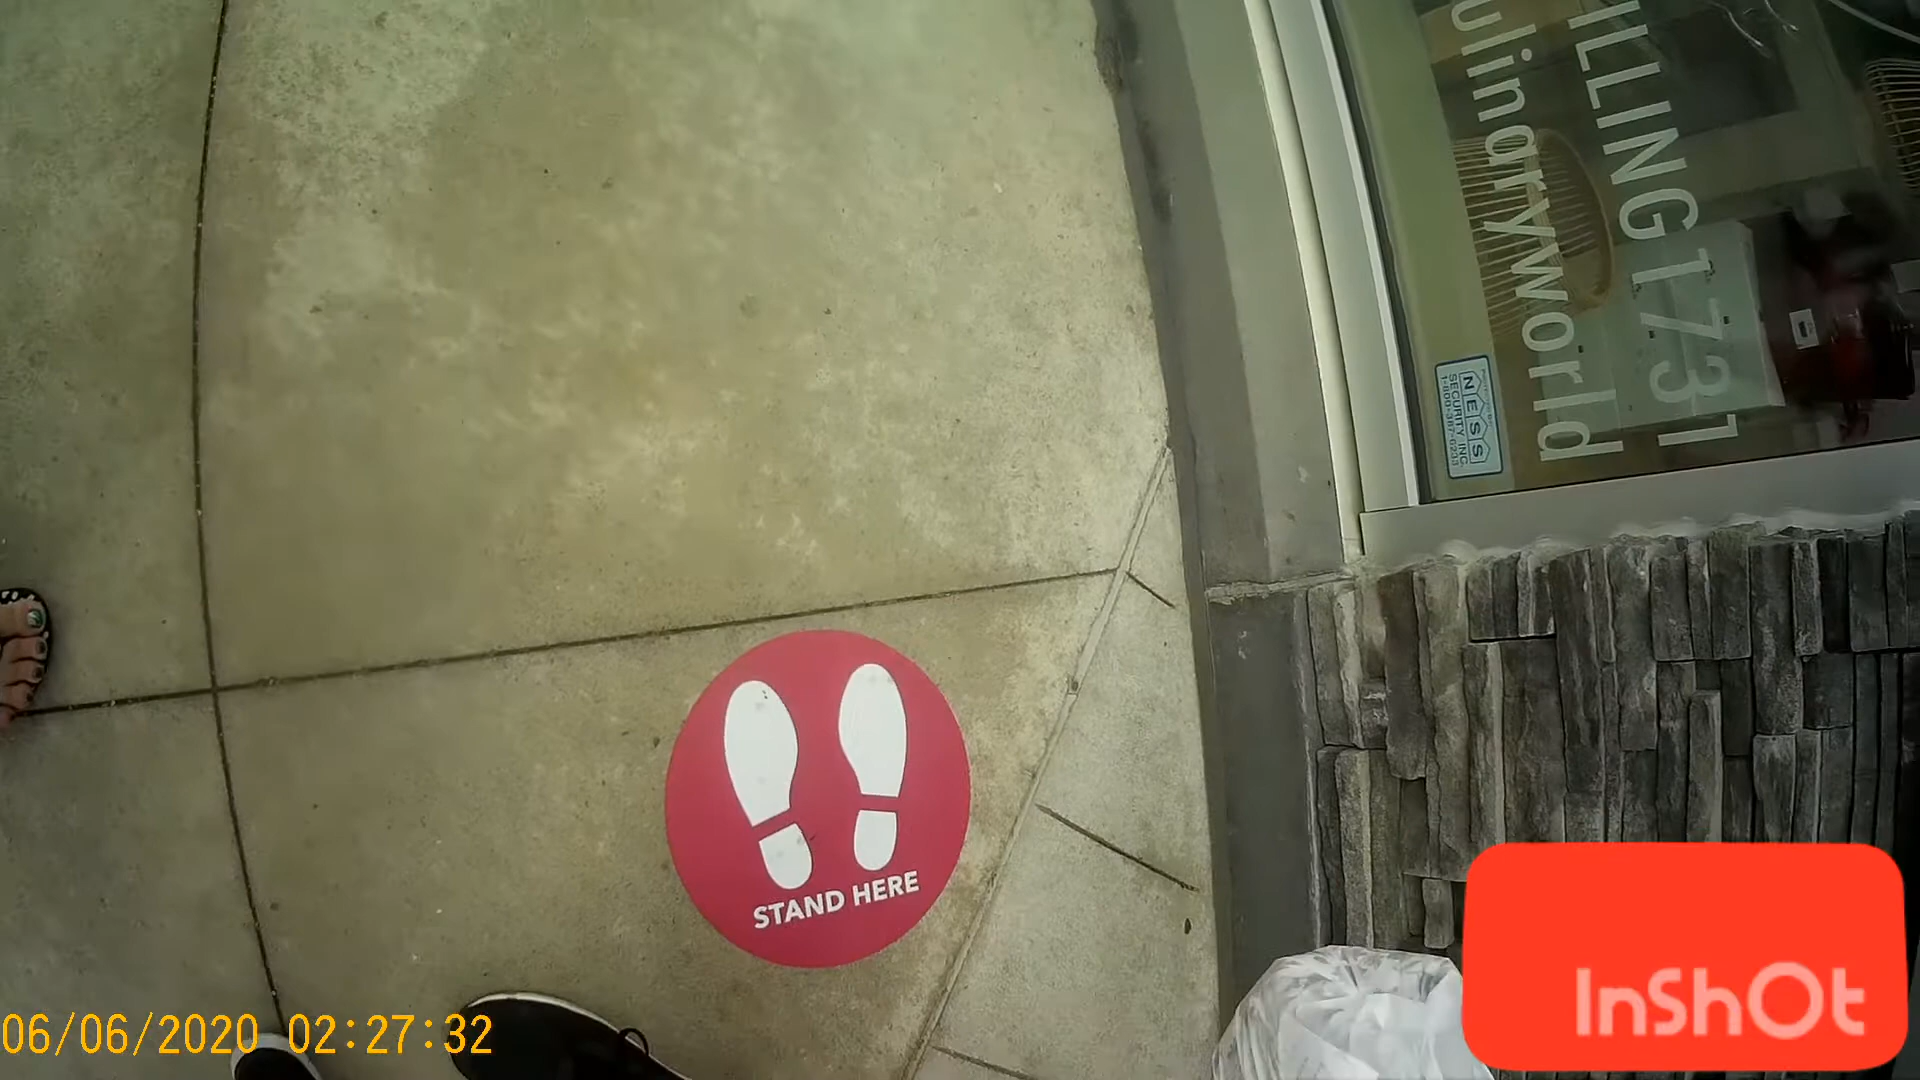 ILLING1731
ulinaryworld
NESS
SECURITY INC.
STAND HERE
06/06/2020 02:27:32
InShOt